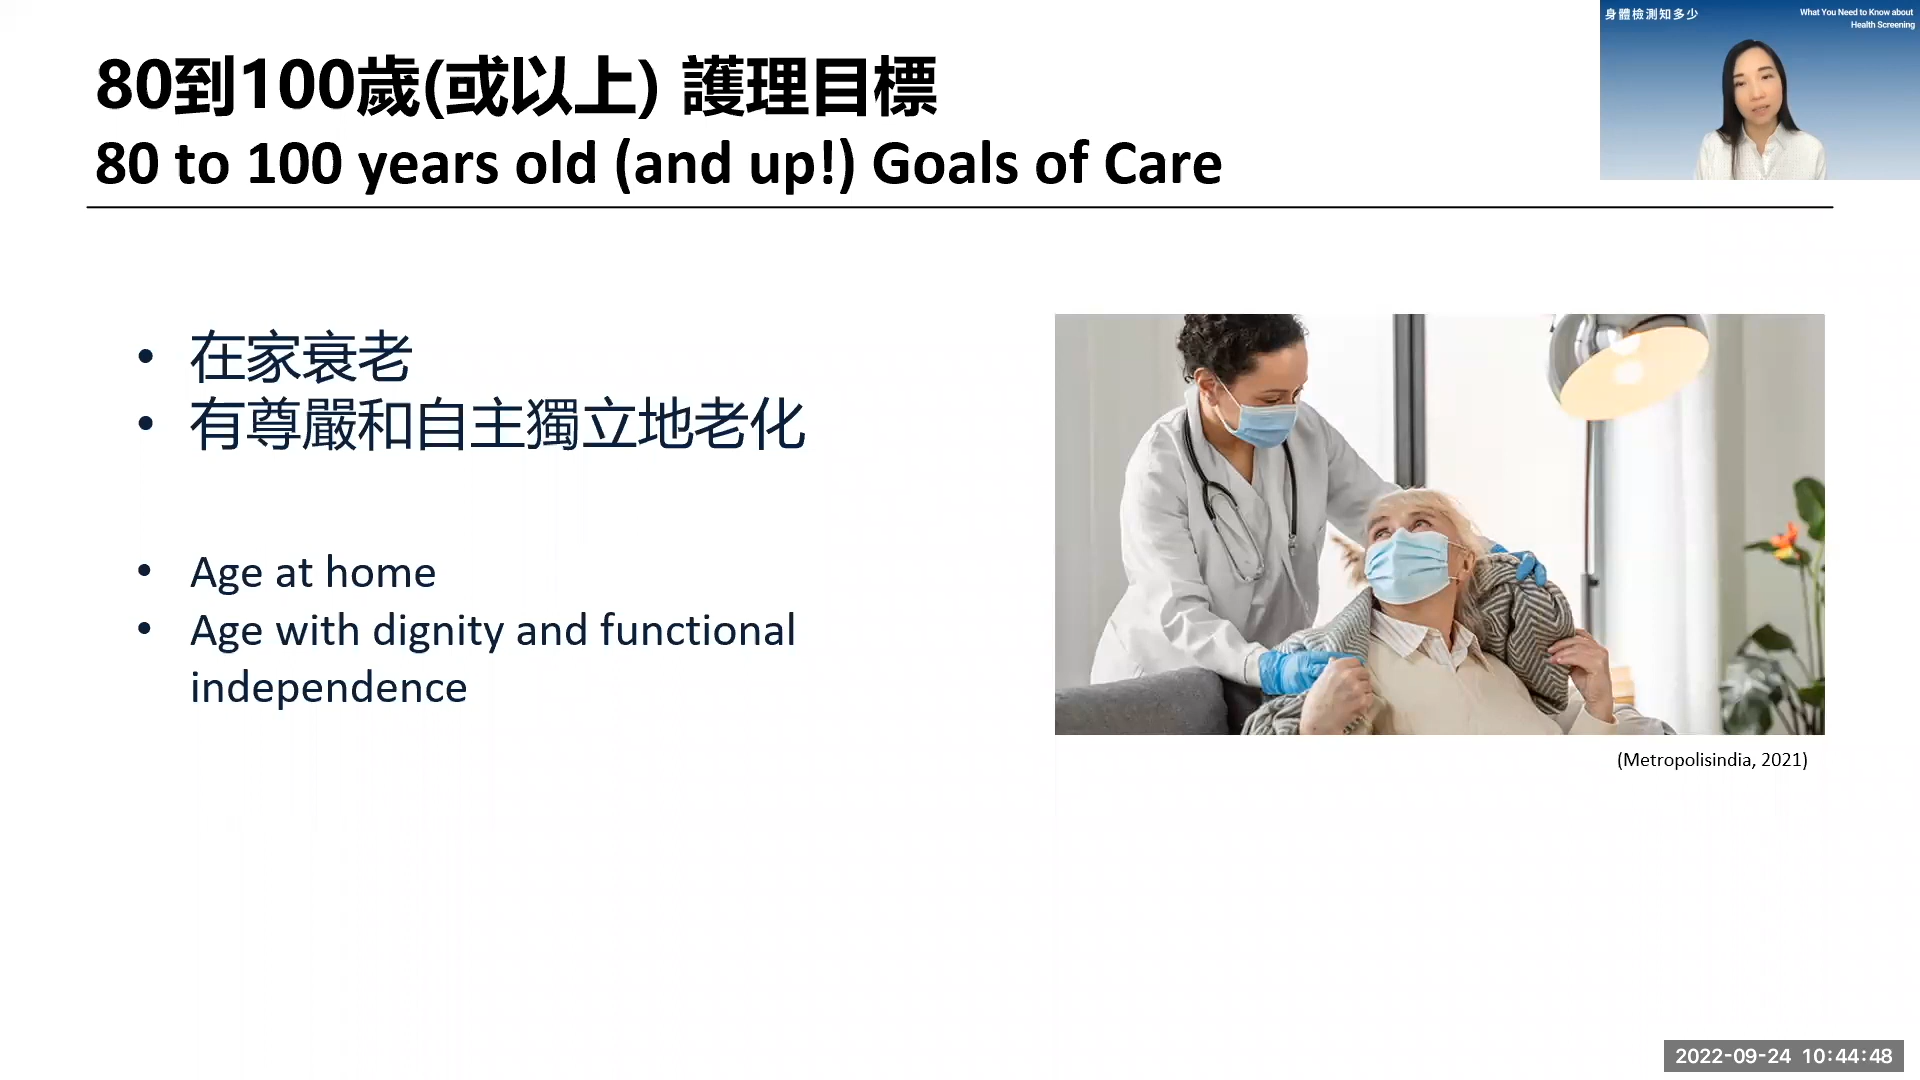 身體檢測知多少
What You Need to Know about
Health Screening
80到100歲(或以上) 護理目標
80 to 100 years old (and up!) Goals of Care
• 在家衰老
• 有尊嚴和自主獨立地老化
• Age at home
• Age with dignity and functional
independence
(Metropolisindia, 2021)
2022-09-24 10:44:48